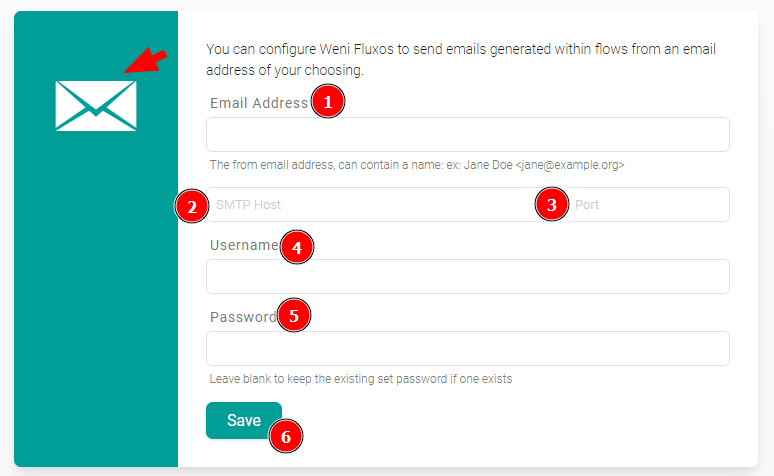 You can configure Weni Fluxos to send emails generated within flows from an email
address of your choosing.
Email Address 1
The from email address, can contain a name: ex: Jane Doe <jane@example.org>
2 SMTP Host 3 Port
Username 4
Password 5
Leave blank to keep the existing set password if one exists
Save 6